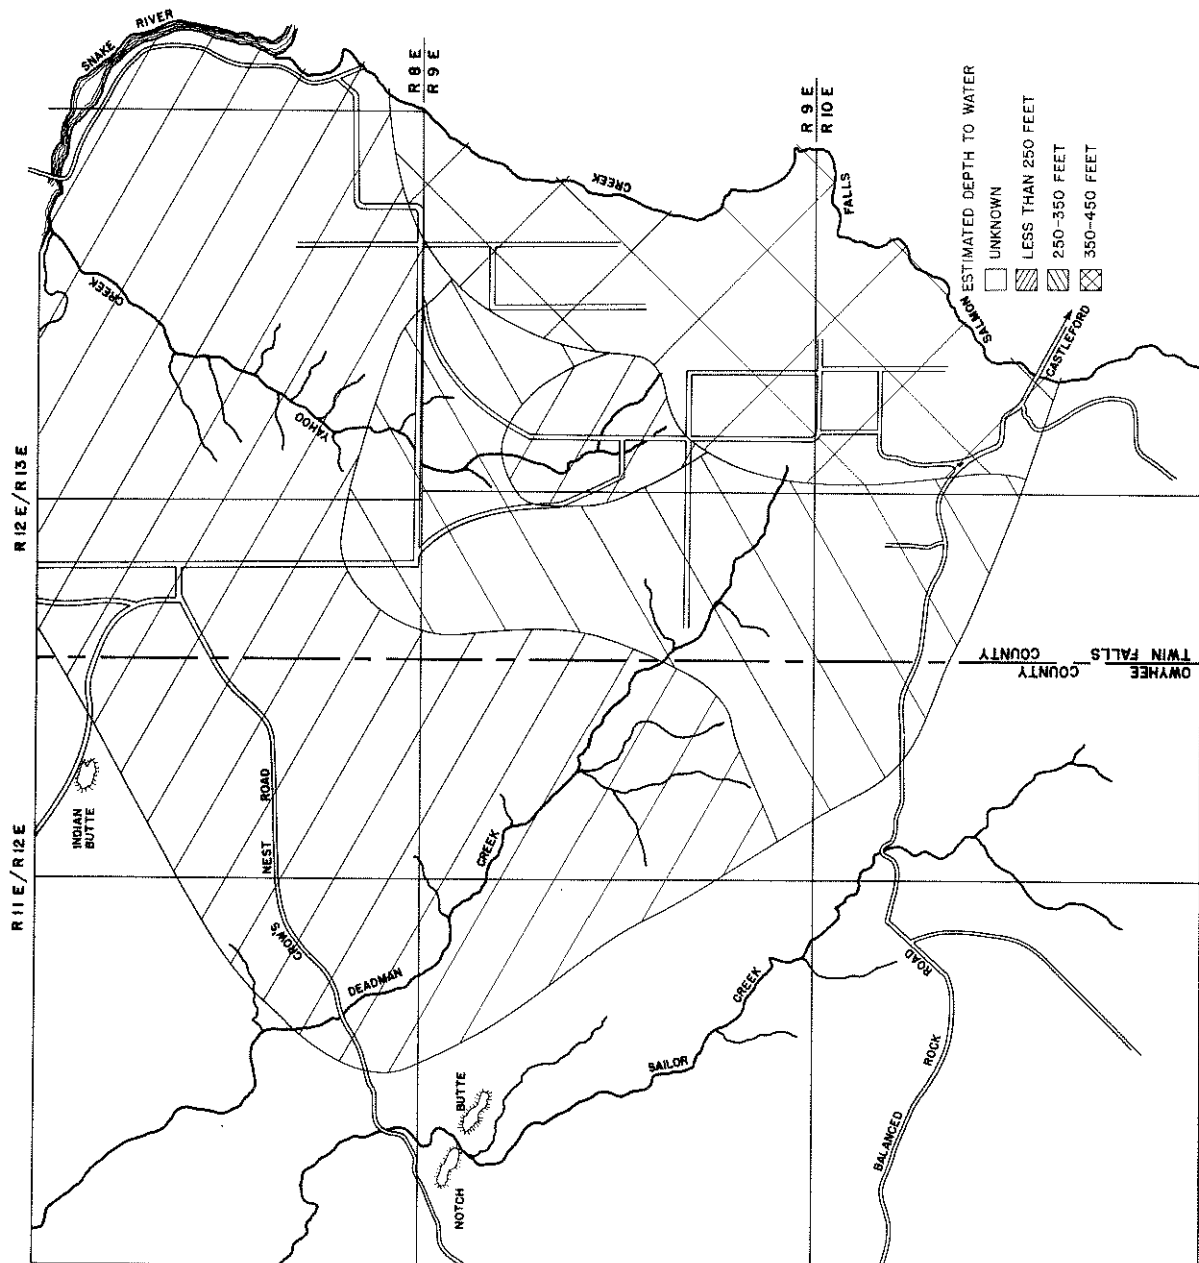 SNAKE RIVER
R 8 E
R 9 E
CREEK
YAHOO
R 12 E / R 13 E
CREEK
R 9 E
R 10 E
FALLS
SALMON
ESTIMATED DEPTH TO WATER
UNKNOWN
LESS THAN 250 FEET
250-350 FEET
350-450 FEET
CASTLEFORD
OWYHEE COUNTY
TWIN FALLS COUNTY
INDIAN
BUTTE
R 11 E / R 12 E
CROW'S NEST ROAD
DEADMAN CREEK
NOTCH BUTTE
SAILOR CREEK
BALANCED ROCK ROAD